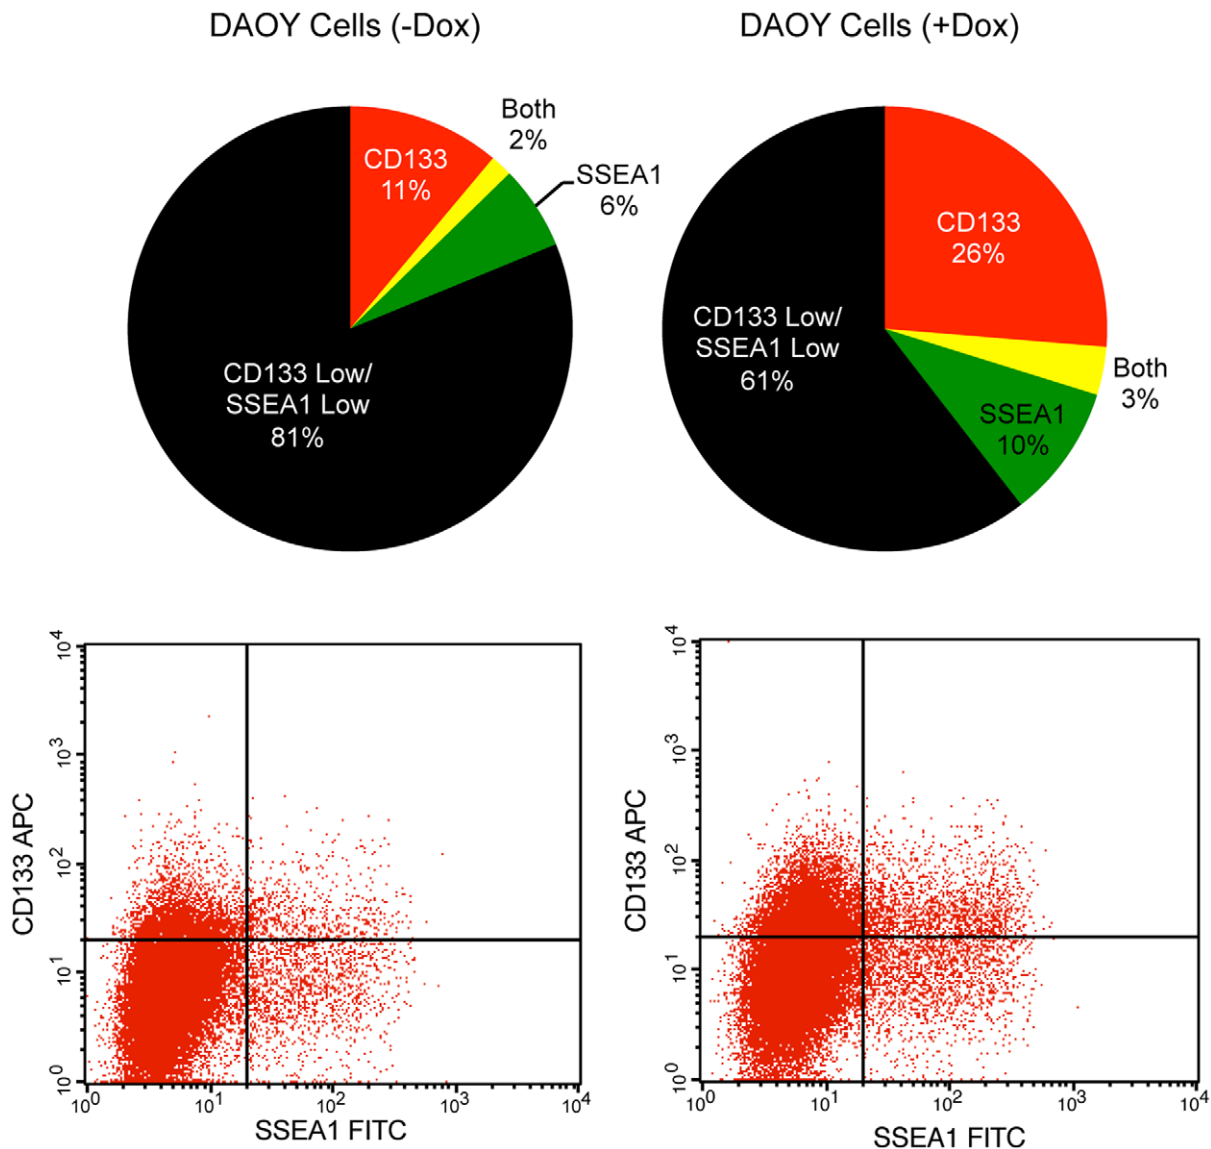 DAOY Cells (-Dox)
DAOY Cells (+Dox)
Both
2%
CD133
11%
SSEA1
6%
CD133 Low/
SSEA1 Low
81%
CD133
26%
CD133 Low/
SSEA1 Low
61%
Both
3%
SSEA1
10%
CD133 APC
10^4
10^3
10^2
10^1
10^0
10^0 10^1 10^2 10^3 10^4
SSEA1 FITC
CD133 APC
10^4
10^3
10^2
10^1
10^0
10^0 10^1 10^2 10^3 10^4
SSEA1 FITC